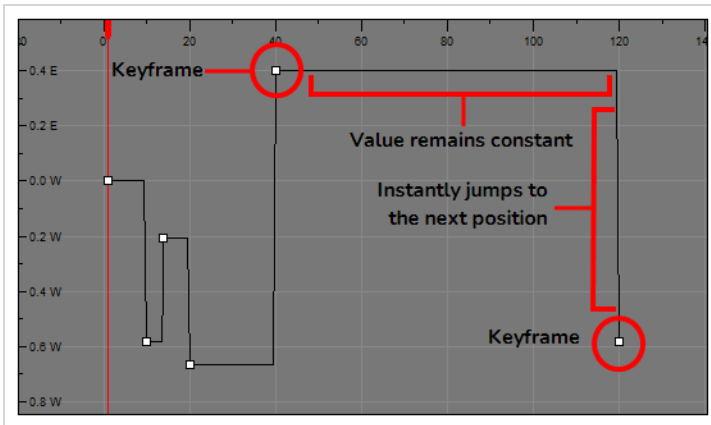 0 0 20 40 60 80 100 120 14
0.4 E
Keyframe
0.2 E
Value remains constant
0.0 W
Instantly jumps to
the next position
0.2 W
0.4 W
Keyframe
0.6 W
0.8 W